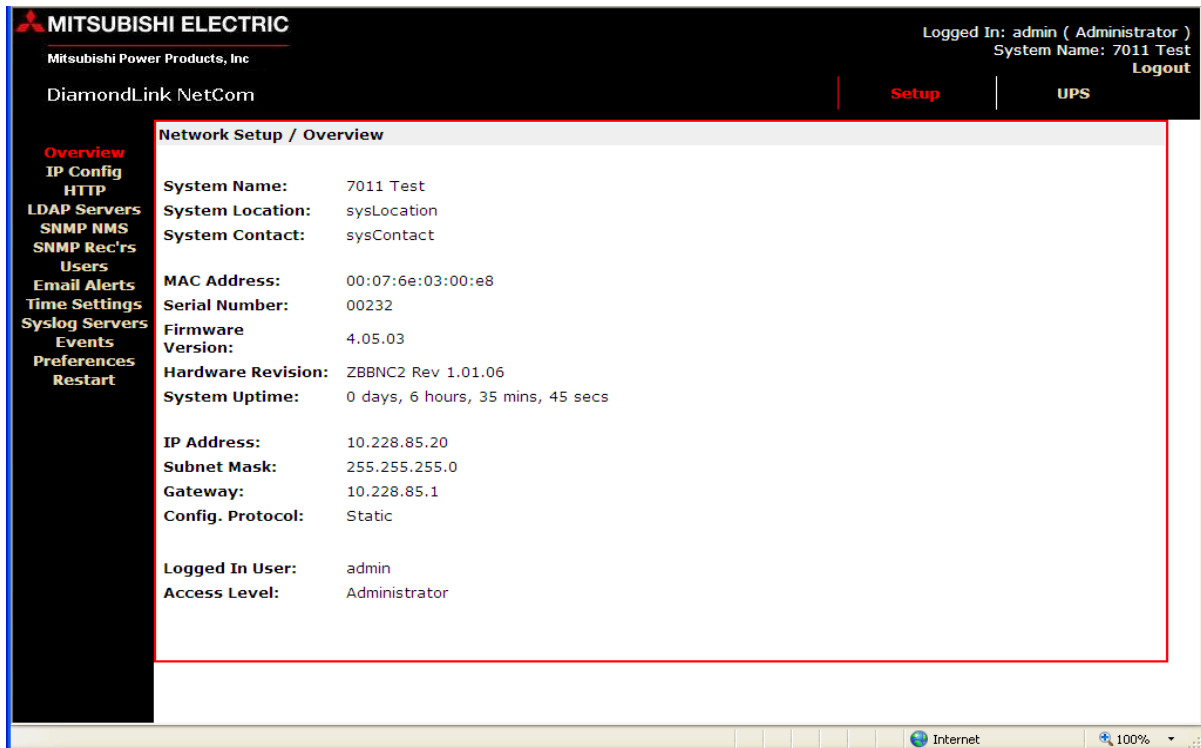 MITSUBISHI ELECTRIC
Mitsubishi Power Products, Inc
DiamondLink NetCom
Logged In: admin ( Administrator )
System Name: 7011 Test
Logout
Setup
UPS
Overview
IP Config
HTTP
LDAP Servers
SNMP NMS
SNMP Rec'rs
Users
Email Alerts
Time Settings
Syslog Servers
Events
Preferences
Restart
Network Setup / Overview
System Name: 7011 Test
System Location: sysLocation
System Contact: sysContact
MAC Address: 00:07:6e:03:00:e8
Serial Number: 00232
Firmware
Version: 4.05.03
Hardware Revision: ZBBNC2 Rev 1.01.06
System Uptime: 0 days, 6 hours, 35 mins, 45 secs
IP Address: 10.228.85.20
Subnet Mask: 255.255.255.0
Gateway: 10.228.85.1
Config. Protocol: Static
Logged In User: admin
Access Level: Administrator
Internet
100%